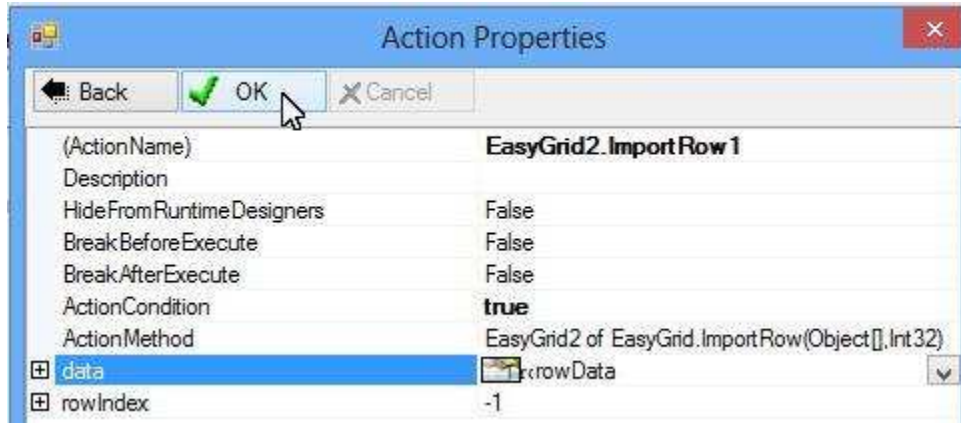 Action Properties
Back OK Cancel
(ActionName) EasyGrid2.ImportRow1
Description
HideFromRuntimeDesigners False
BreakBeforeExecute False
BreakAfterExecute False
ActionCondition true
ActionMethod EasyGrid2 of EasyGrid.ImportRow(Object[],Int32)
data rowData
rowIndex -1